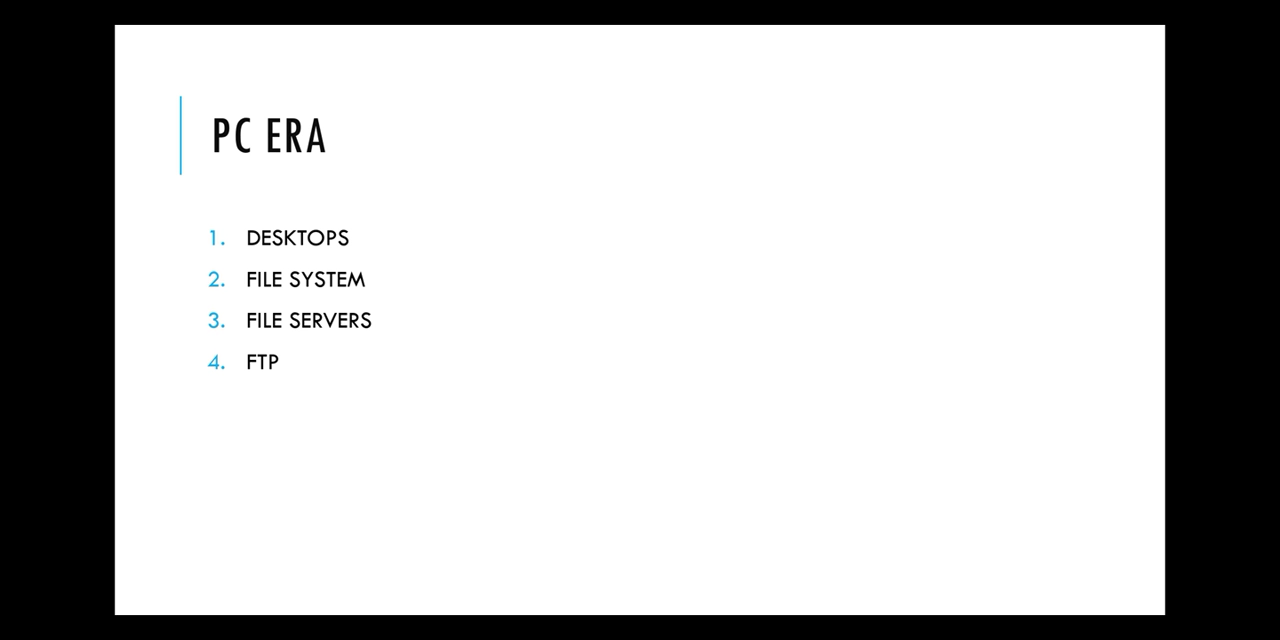 PC ERA
1. DESKTOPS
2. FILE SYSTEM
3. FILE SERVERS
4. FTP